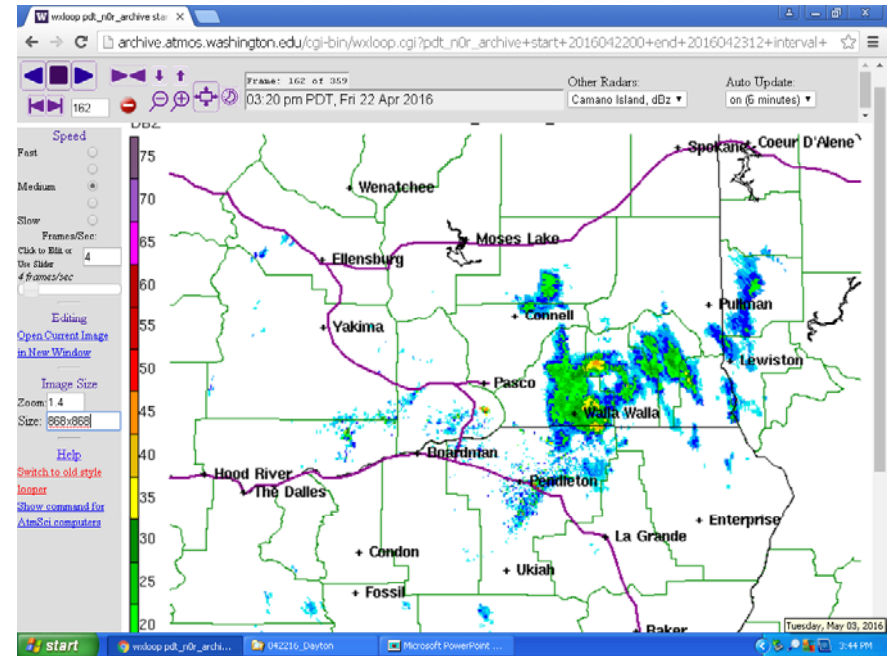 wxloop pdt_n0r_archive star
archive.atmos.washington.edu/cgi-bin/wxloop.cgi?pdt_n0r_archive+start+2016042200+end+2016042312+interval+
Frame: 162 of 359
03:20 pm PDT, Fri 22 Apr 2016
Other Radars:
Camano Island, dBz
Auto Update:
on (6 minutes)
162
Speed
Fast
Medium
Slow
Frames/Sec:
Click to Edit or
Use Slider
4
4 frames/sec
Editing
Open Current Image
in New Window
Image Size
Zoom: 1.4
Size: 868x868
Help
Switch to old style
looper
Show command for
AtmSci computers
DBZ
75
70
65
60
55
50
45
40
35
30
25
20
Spokane
Coeur D'Alene
Wenatchee
Moses Lake
Ellensburg
Connell
Pullman
Yakima
Lewiston
Pasco
Walla Walla
Boardman
Hood River
The Dalles
Pendleton
Enterprise
La Grande
Condon
Ukiah
Fossil
Baker
Tuesday, May 03, 2016
start
wxloop pdt_n0r_archi...
042216_Dayton
Microsoft PowerPoint ...
3:44 PM